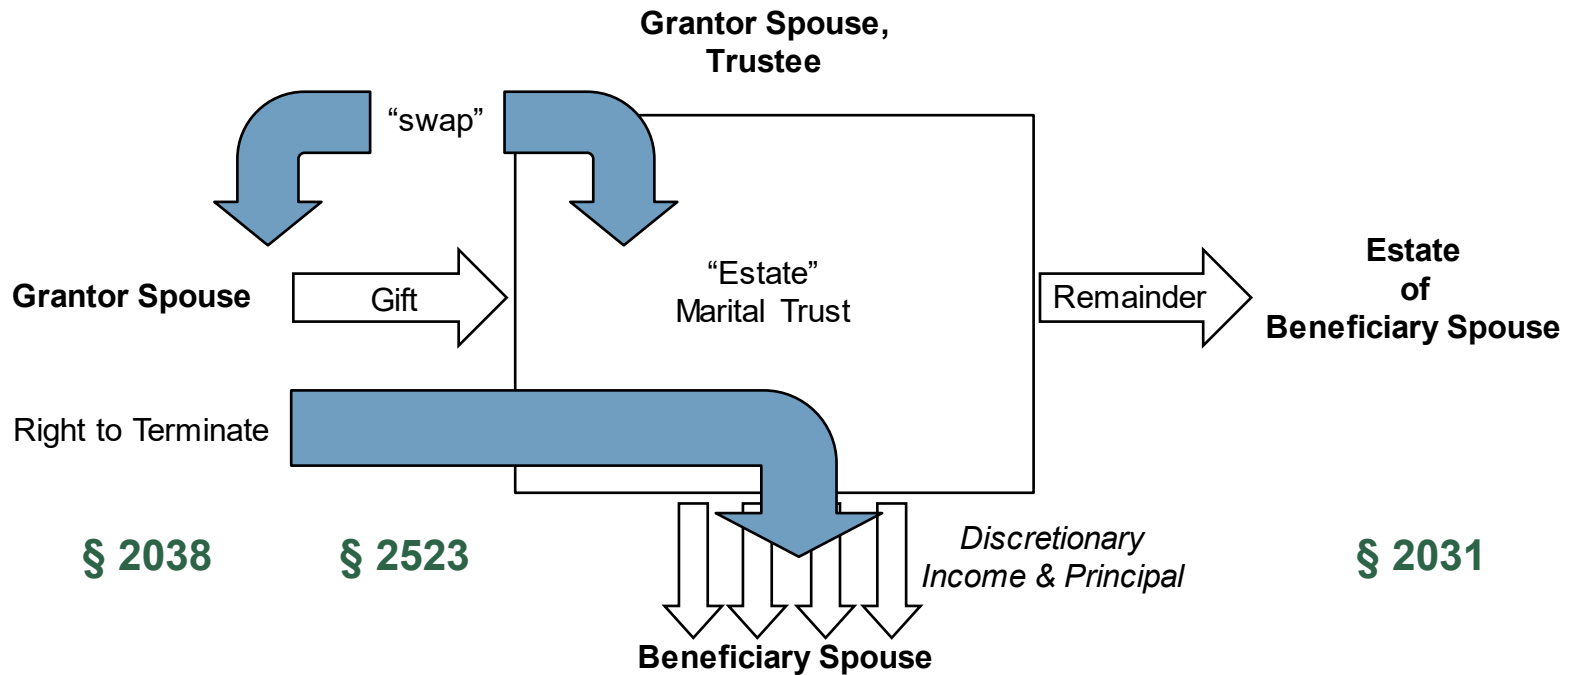 Grantor Spouse,
Trustee
“swap”
Grantor Spouse
Gift
“Estate”
Marital Trust
Remainder
Estate
of
Beneficiary Spouse
Right to Terminate
§ 2038
§ 2523
Discretionary
Income & Principal
§ 2031
Beneficiary Spouse